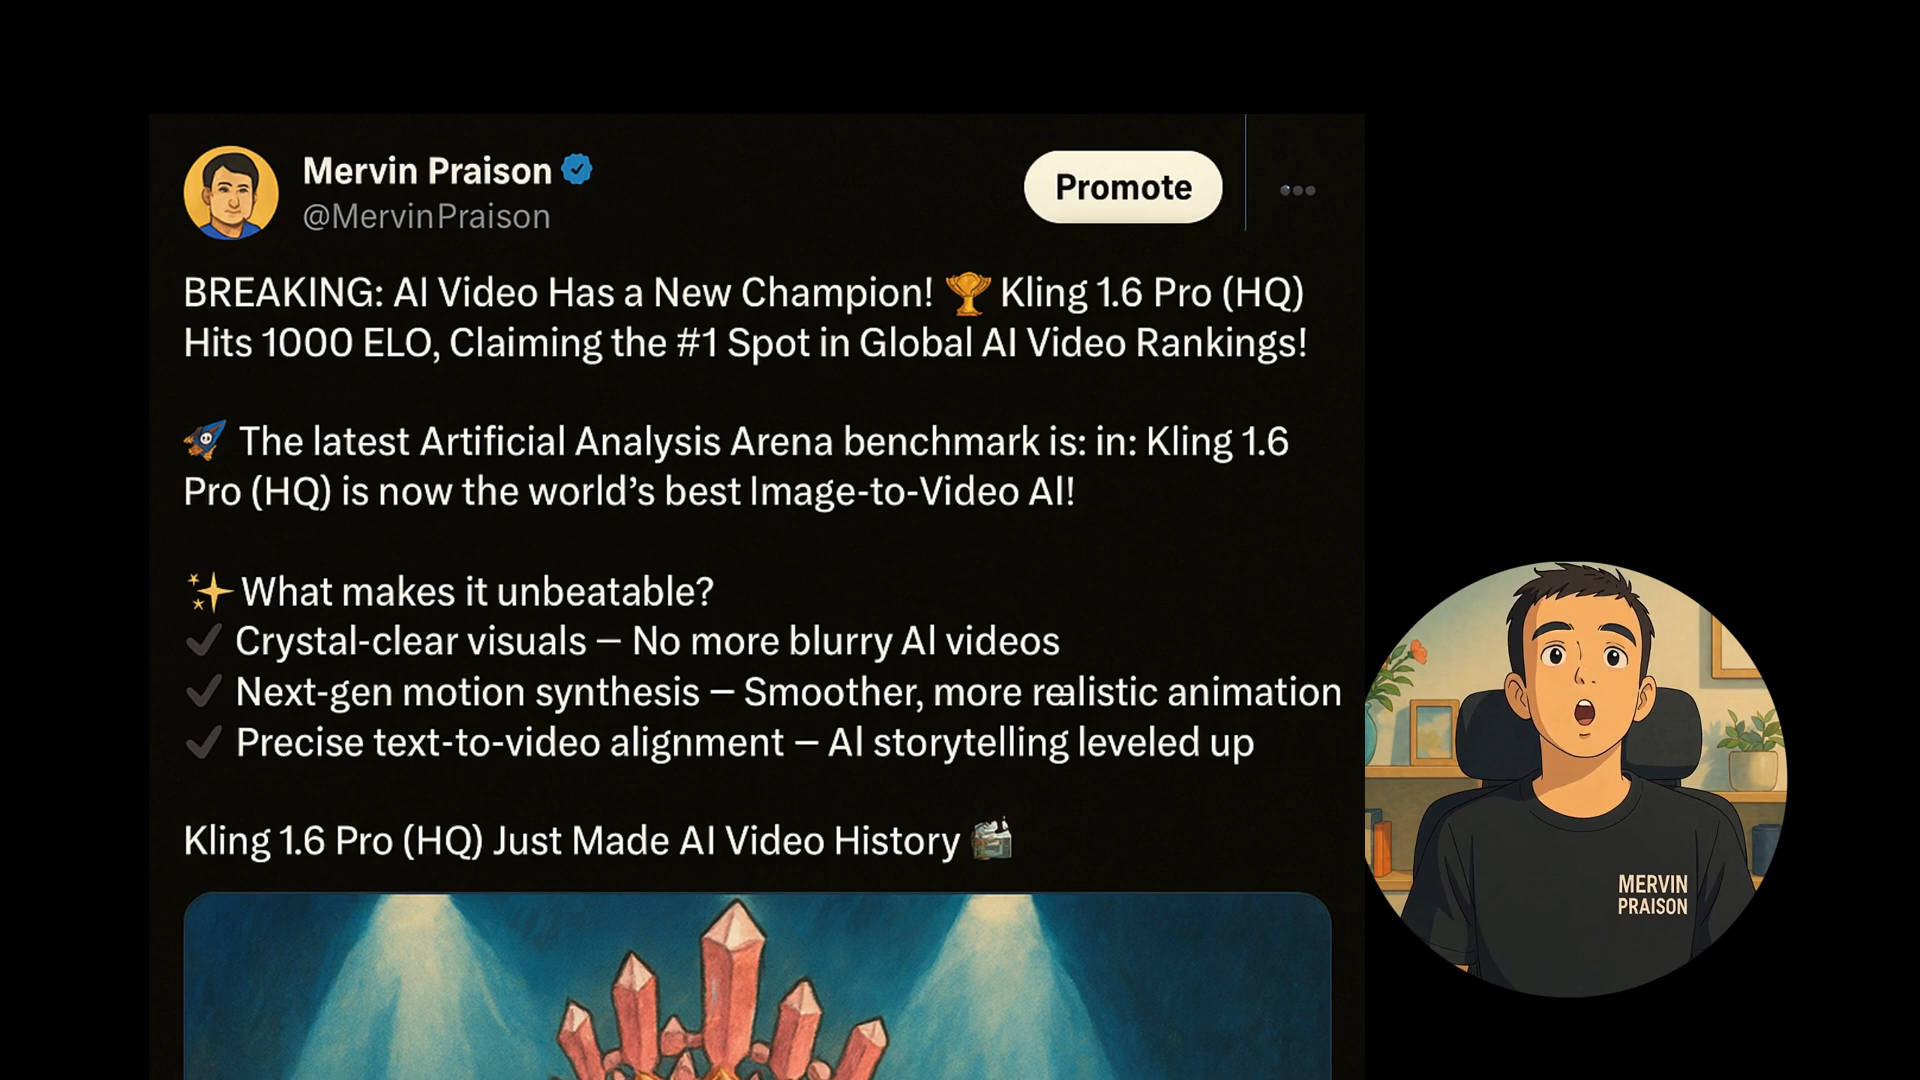 Mervin Praison
@MervinPraison
Promote
BREAKING: AI Video Has a New Champion! 🏆 Kling 1.6 Pro (HQ)
Hits 1000 ELO, Claiming the #1 Spot in Global AI Video Rankings!
🚀 The latest Artificial Analysis Arena benchmark is: in: Kling 1.6
Pro (HQ) is now the world’s best Image-to-Video AI!
✨ What makes it unbeatable?
✔ Crystal-clear visuals – No more blurry AI videos
✔ Next-gen motion synthesis – Smoother, more realistic animation
✔ Precise text-to-video alignment – AI storytelling leveled up
Kling 1.6 Pro (HQ) Just Made AI Video History
MERVIN
PRAISON